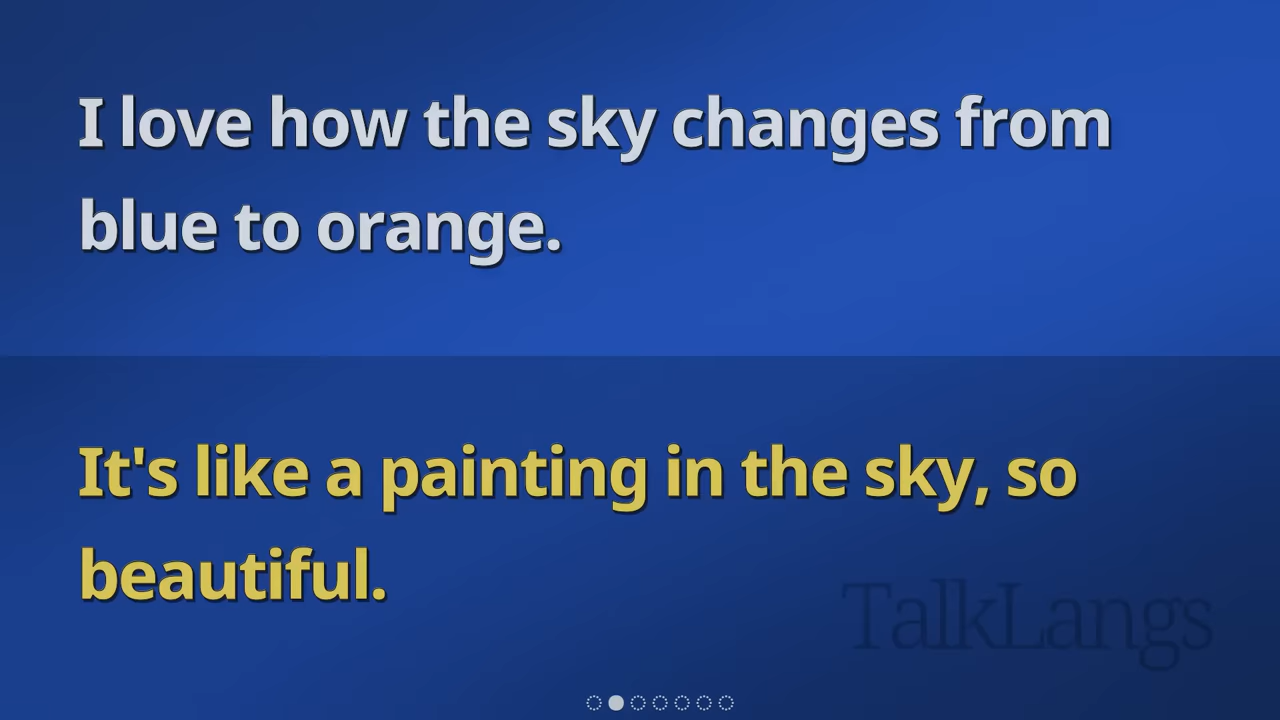 I love how the sky changes from
blue to orange.
It's like a painting in the sky, so
beautiful.
TalkLangs